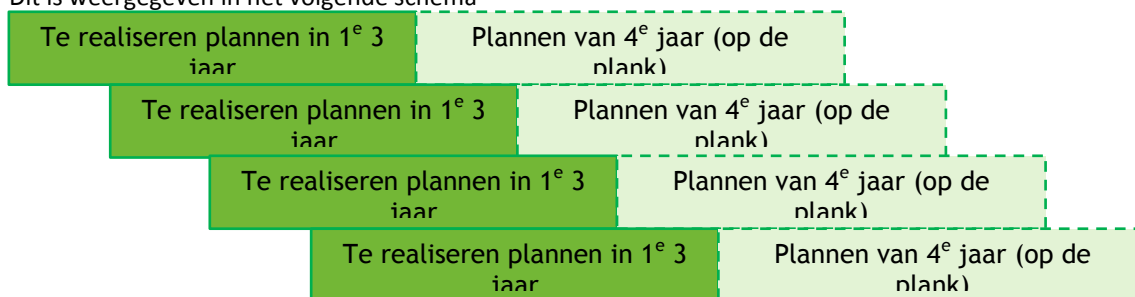 Dit is weergegeven in het volgende schema
Te realiseren plannen in 1e 3
jaar
Plannen van 4e jaar (op de
plank)
Te realiseren plannen in 1e 3
jaar
Plannen van 4e jaar (op de
plank)
Te realiseren plannen in 1e 3
jaar
Plannen van 4e jaar (op de
plank)
Te realiseren plannen in 1e 3
jaar
Plannen van 4e jaar (op de
plank)